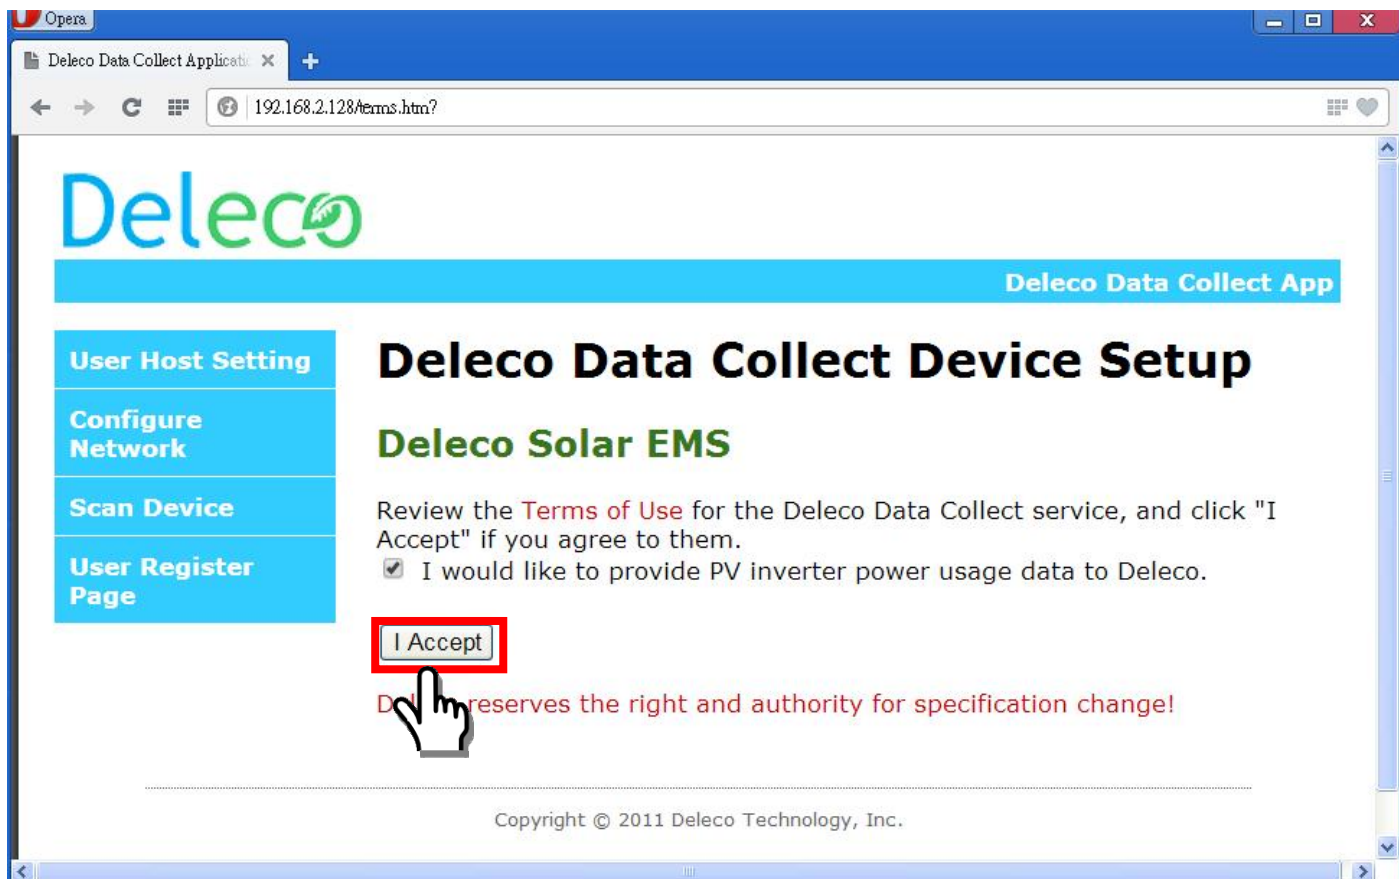 Opera
Deleco Data Collect Applicati
192.168.2.128/terms.htm?
Deleco
Deleco Data Collect App
User Host Setting
Configure
Network
Scan Device
User Register
Page
Deleco Data Collect Device Setup
Deleco Solar EMS
Review the Terms of Use for the Deleco Data Collect service, and click "I
Accept" if you agree to them.
I would like to provide PV inverter power usage data to Deleco.
I Accept
reserves the right and authority for specification change!
Copyright © 2011 Deleco Technology, Inc.